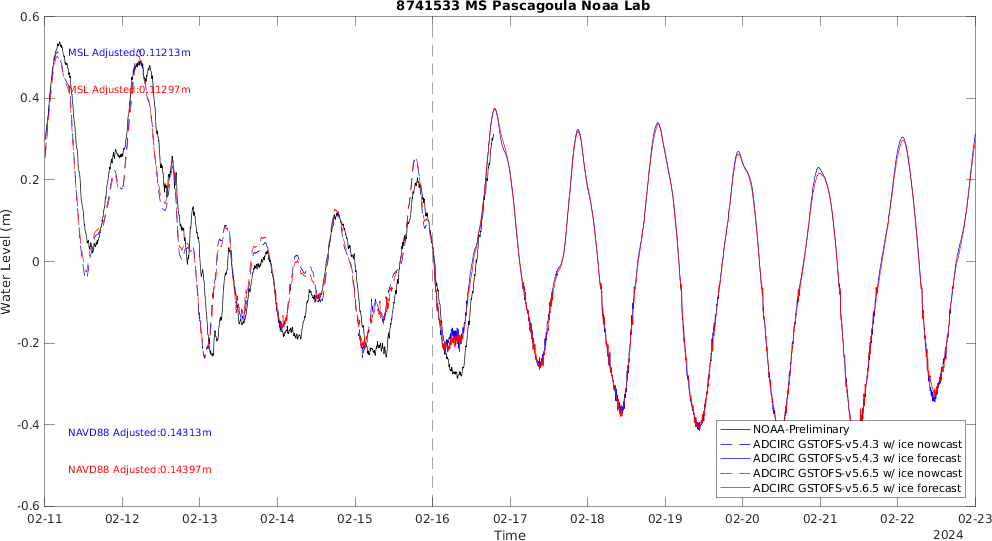 8741533 MS Pascagoula Noaa Lab
0.6
MSL Adjusted:0.11213m
MSL Adjusted:0.11297m
0.4
0.2
0
-0.2
-0.4
-0.6
Water Level (m)
NAVD88 Adjusted:0.14313m
NAVD88 Adjusted:0.14397m
NOAA-Preliminary
ADCIRC GSTOFS-v5.4.3 w/ ice nowcast
ADCIRC GSTOFS-v5.4.3 w/ ice forecast
ADCIRC GSTOFS-v5.6.5 w/ ice nowcast
ADCIRC GSTOFS-v5.6.5 w/ ice forecast
02-11 02-12 02-13 02-14 02-15 02-16 02-17 02-18 02-19 02-20 02-21 02-22 02-23
Time
2024